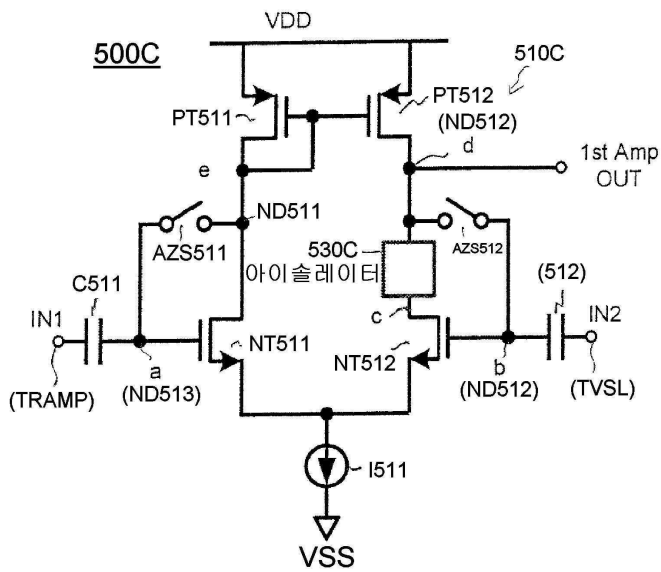 VDD
500C
510C
PT511
PT512
(ND512)
d
1st Amp
OUT
e
ND511
AZS511
AZS512
530C
아이솔레이터
C511
(512)
IN1
IN2
c
NT511
NT512
a
(ND513)
b
(ND512)
(TRAMP)
(TVSL)
I511
VSS